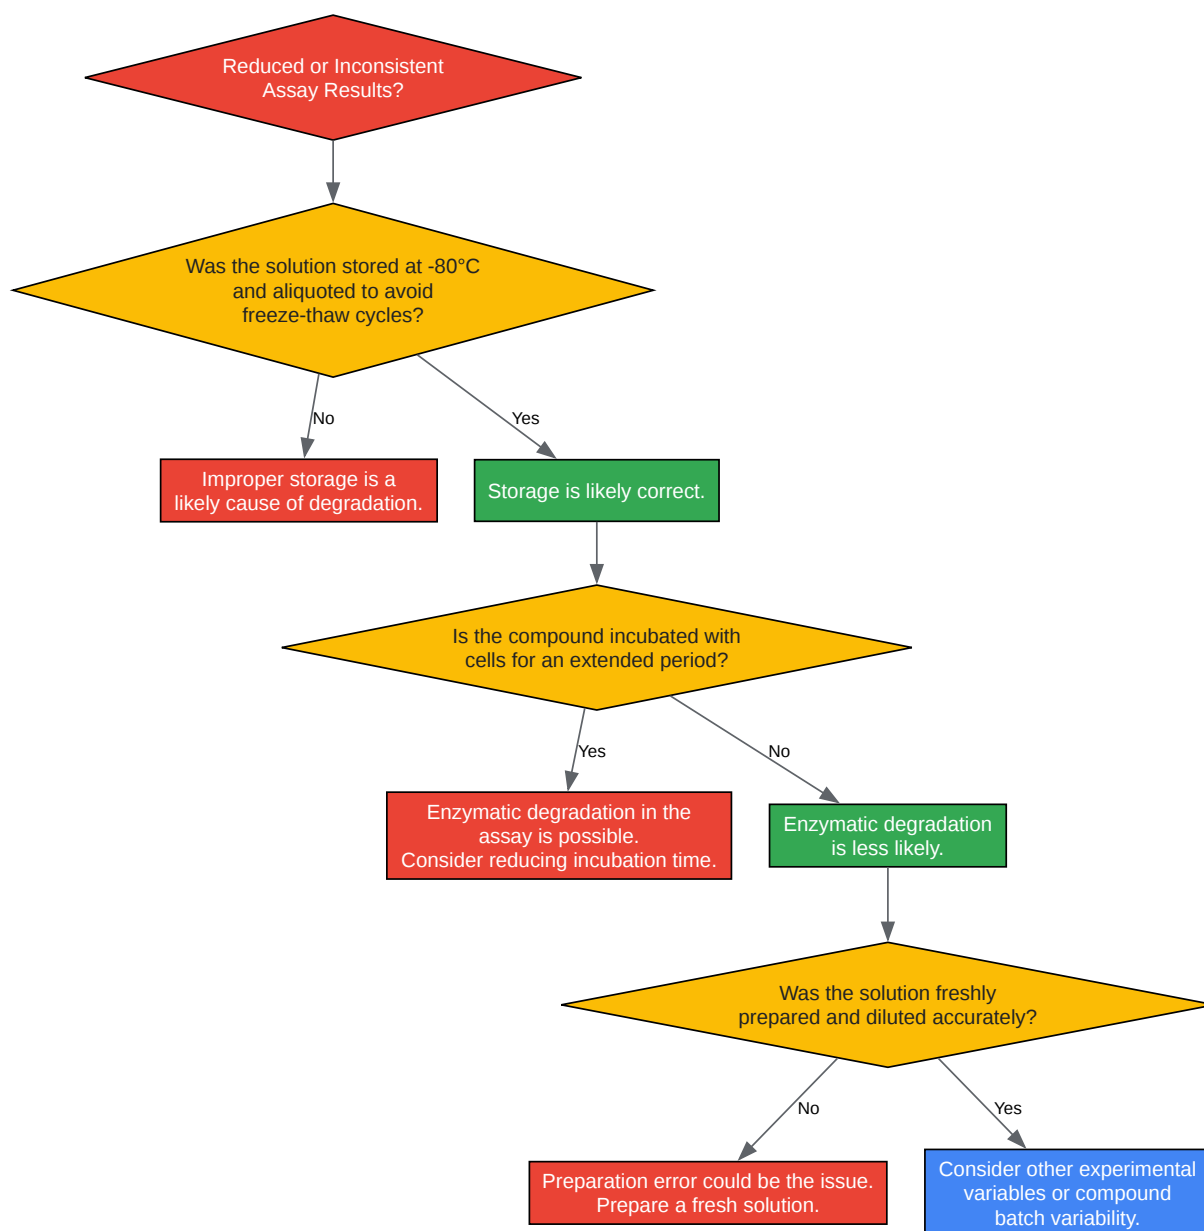 Reduced or Inconsistent
Assay Results?
Was the solution stored at -80°C
and aliquoted to avoid
freeze-thaw cycles?
No
Yes
Improper storage is a
likely cause of degradation.
Storage is likely correct.
Is the compound incubated with
cells for an extended period?
Yes
No
Enzymatic degradation in the
assay is possible.
Consider reducing incubation time.
Enzymatic degradation
is less likely.
Was the solution freshly
prepared and diluted accurately?
No
Yes
Preparation error could be the issue.
Prepare a fresh solution.
Consider other experimental
variables or compound
batch variability.